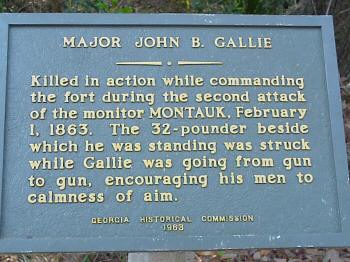 MAJOR JOHN B. GALLIE
Killed in action while commanding
the fort during the second attack
of the monitor MONTAUK, February
1, 1863. The 32-pounder beside
which he was standing was struck
while Gallie was going from gun
to gun, encouraging his men to
calmness of aim.
GEORGIA HISTORICAL COMMISSION
1963